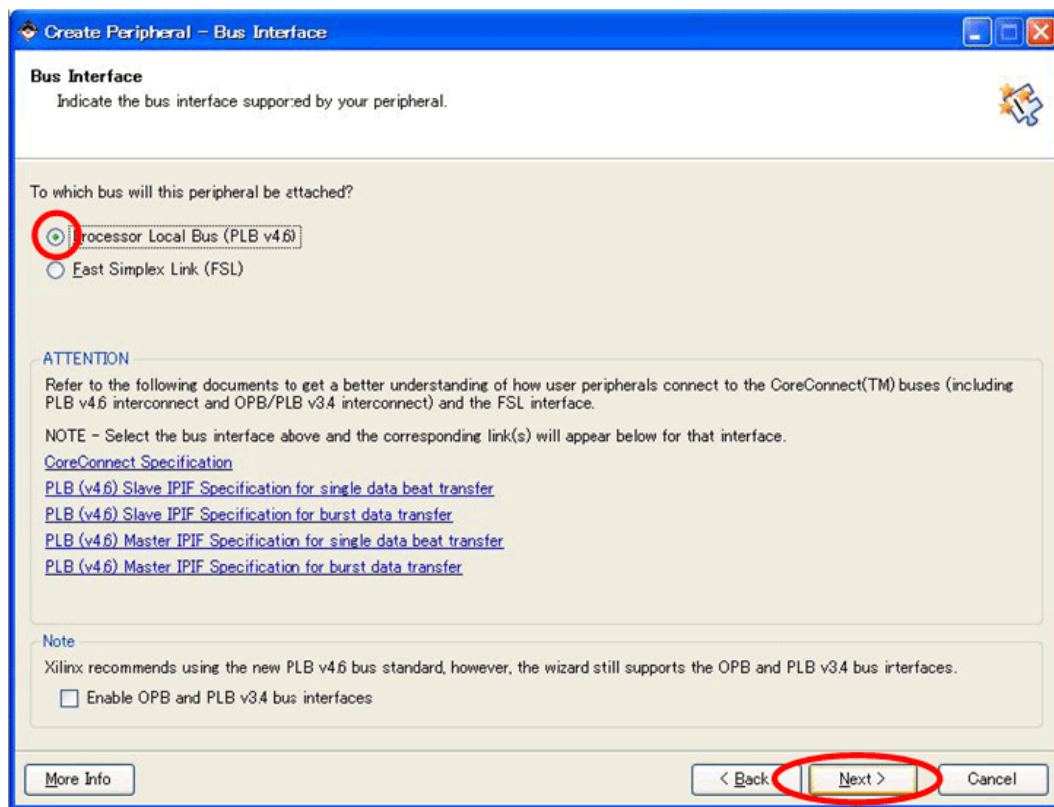 Create Peripheral - Bus Interface
Bus Interface
Indicate the bus interface supported by your peripheral.
To which bus will this peripheral be attached?
Processor Local Bus (PLB v4.6)
Fast Simplex Link (FSL)
ATTENTION
Refer to the following documents to get a better understanding of how user peripherals connect to the CoreConnect(TM) buses (including
PLB v4.6 interconnect and OPB/PLB v3.4 interconnect) and the FSL interface.
NOTE - Select the bus interface above and the corresponding link(s) will appear below for that interface.
CoreConnect Specification
PLB (v4.6) Slave IPIF Specification for single data beat transfer
PLB (v4.6) Slave IPIF Specification for burst data transfer
PLB (v4.6) Master IPIF Specification for single data beat transfer
PLB (v4.6) Master IPIF Specification for burst data transfer
Note
Xilinx recommends using the new PLB v4.6 bus standard, however, the wizard still supports the OPB and PLB v3.4 bus interfaces.
Enable OPB and PLB v3.4 bus interfaces
More Info
< Back
Next >
Cancel